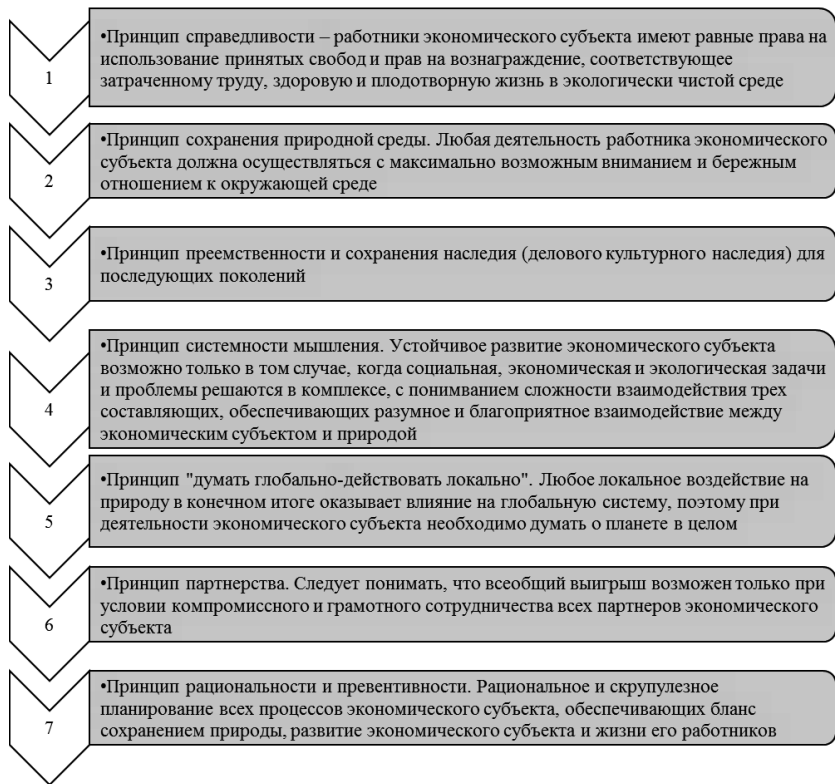 1
•Принцип справедливости – работники экономического субъекта имеют равные права на
использование принятых свобод и прав на вознаграждение, соответствующее
затраченному труду, здоровую и плодотворную жизнь в экологически чистой среде
2
•Принцип сохранения природной среды. Любая деятельность работника экономического
субъекта должна осуществляться с максимально возможным вниманием и бережным
отношением к окружающей среде
3
•Принцип преемственности и сохранения наследия (делового культурного наследия) для
последующих поколений
4
•Принцип системности мышления. Устойчивое развитие экономического субъекта
возможно только в том случае, когда социальная, экономическая и экологическая задачи
и проблемы решаются в комплексе, с понимванием сложности взаимодействия трех
составляющих, обеспечивающих разумное и благоприятное взаимодействие между
экономическим субъектом и природой
5
•Принцип "думать глобально-действовать локально". Любое локальное воздействие на
природу в конечном итоге оказывает влияние на глобальную систему, поэтому при
деятельности экономического субъекта необходимо думать о планете в целом
6
•Принцип партнерства. Следует понимать, что всеобщий выигрыш возможен только при
условии компромиссного и грамотного сотрудничества всех партнеров экономического
субъекта
7
•Принцип рациональности и превентивности. Рациональное и скрупулезное
планирование всех процессов экономического субъекта, обеспечивающих бланс
сохранением природы, развитие экономического субъекта и жизни его работников